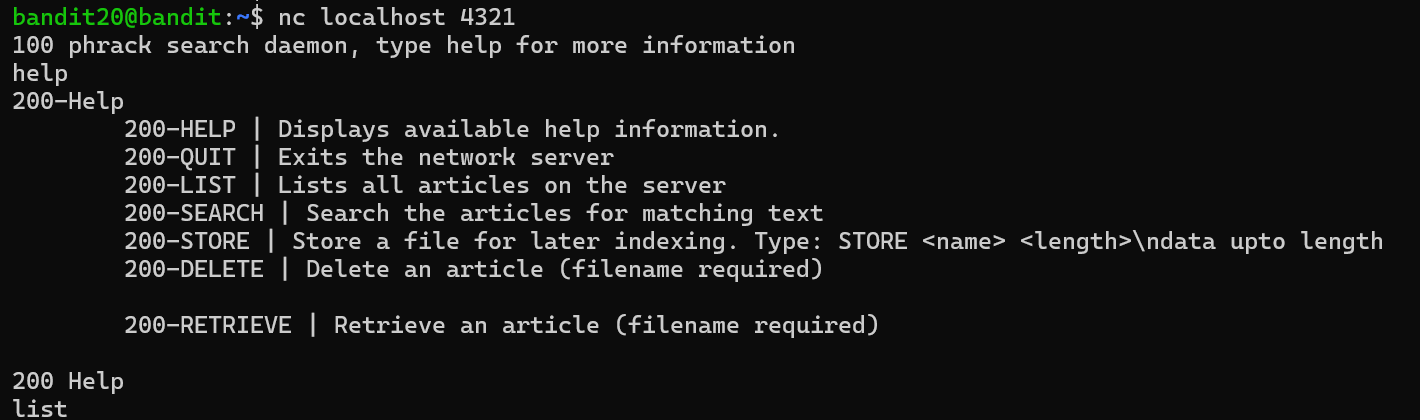 bandit20@bandit:~$ nc localhost 4321
100 phrack search daemon, type help for more information
help
200-Help
        200-HELP | Displays available help information.
        200-QUIT | Exits the network server
        200-LIST | Lists all articles on the server
        200-SEARCH | Search the articles for matching text
        200-STORE | Store a file for later indexing. Type: STORE <name> <length>\ndata upto length
        200-DELETE | Delete an article (filename required)
        200-RETRIEVE | Retrieve an article (filename required)
200 Help
list